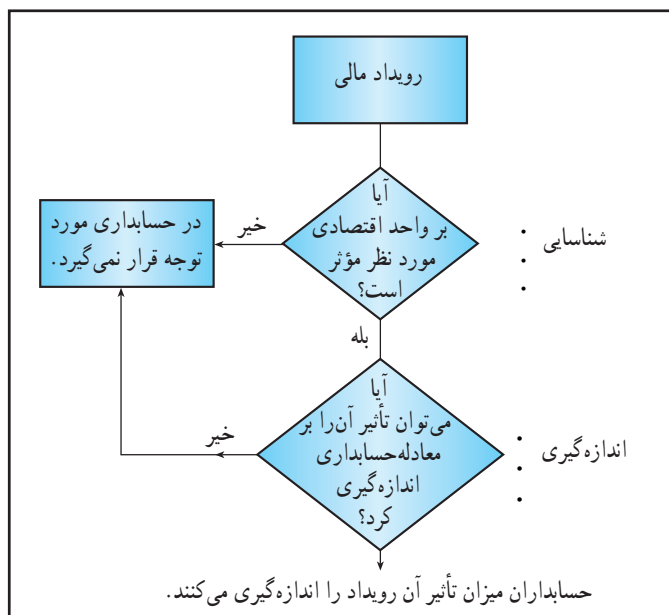 رویداد مالی
آیا
بر واحد اقتصادی
مورد نظر مؤثر
است؟
شناسایی
خیر
در حسابداری مورد
توجه قرار نمی‌گیرد.
بله
آیا
می‌توان تأثیر آن‌را بر
معادله‌حسابداری
اندازه‌گیری
کرد؟
اندازه‌گیری
خیر
حسابداران میزان تأثیر آن رویداد را اندازه‌گیری می‌کنند.